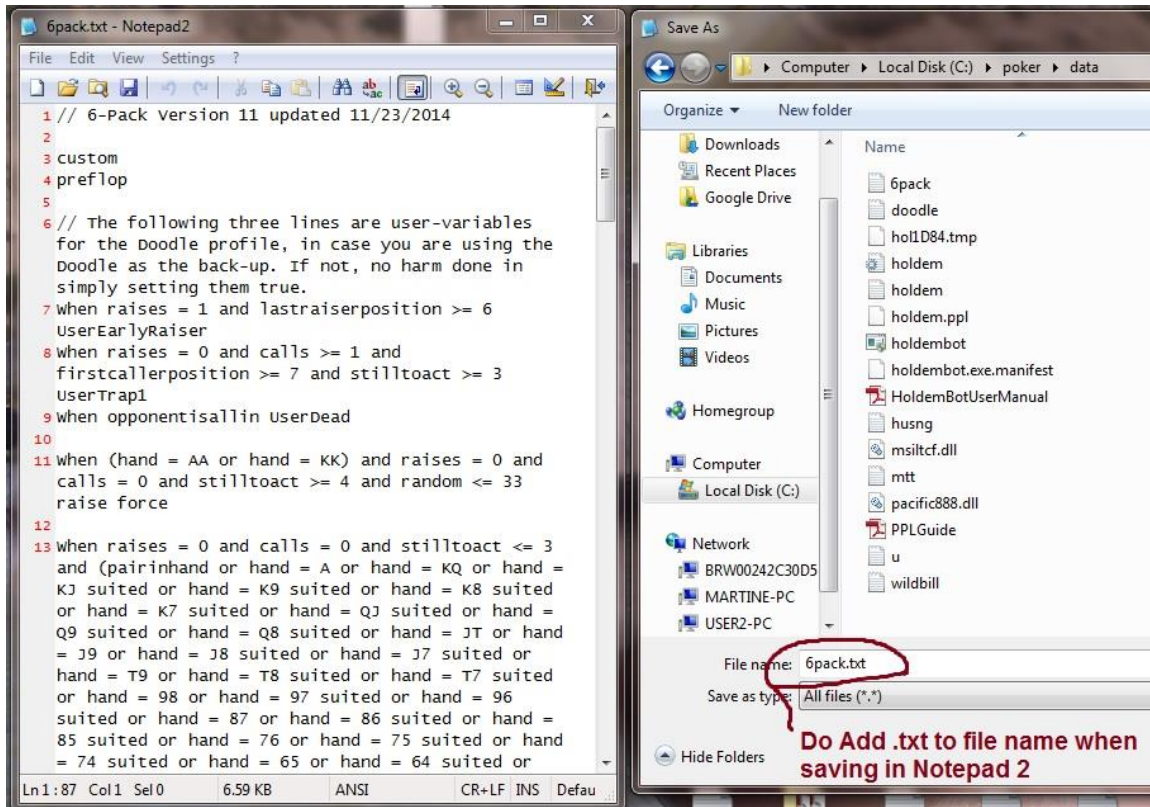 6pack.txt - Notepad2
File Edit View Settings ?
1 // 6-Pack Version 11 updated 11/23/2014
2
3 custom
4 preflop
5
6 // The following three lines are user-variables
for the Doodle profile, in case you are using the
Doodle as the back-up. If not, no harm done in
simply setting them true.
7 When raises = 1 and lastraiserposition >= 6
UserEarlyRaiser
8 When raises = 0 and calls >= 1 and
firstcallerposition >= 7 and stilltoact >= 3
UserTrap1
9 When opponentisallin UserDead
10
11 When (hand = AA or hand = KK) and raises = 0 and
calls = 0 and stilltoact >= 4 and random <= 33
raise force
12
13 When raises = 0 and calls = 0 and stilltoact <= 3
and (pairinhand or hand = A or hand = KQ or hand =
KJ suited or hand = K9 suited or hand = K8 suited
or hand = K7 suited or hand = QJ suited or hand =
Q9 suited or hand = Q8 suited or hand = JT or hand
= J9 or hand = J8 suited or hand = J7 suited or
hand = T9 or hand = T8 suited or hand = T7 suited
or hand = 98 or hand = 97 suited or hand = 96
suited or hand = 87 or hand = 86 suited or hand =
85 suited or hand = 76 or hand = 75 suited or hand
= 74 suited or hand = 65 or hand = 64 suited or
Ln 1 : 87 Col 1 Sel 0 6.59 KB ANSI CR+LF INS Defau
Save As
Computer Local Disk (C:) poker data
Organize New folder
Downloads
Recent Places
Google Drive
Libraries
Documents
Music
Pictures
Videos
Homegroup
Computer
Local Disk (C:)
Network
BRW00242C30D5
MARTINE-PC
USER2-PC
Name
6pack
doodle
hol1D84.tmp
holdem
holdem
holdem.ppl
holdembot
holdembot.exe.manifest
HoldemBotUserManual
husng
msiltcf.dll
mtt
pacific888.dll
PPLGuide
u
wildbill
File name: 6pack.txt
Save as type: All files (*.*)
Hide Folders
Do Add .txt to file name when
saving in Notepad 2